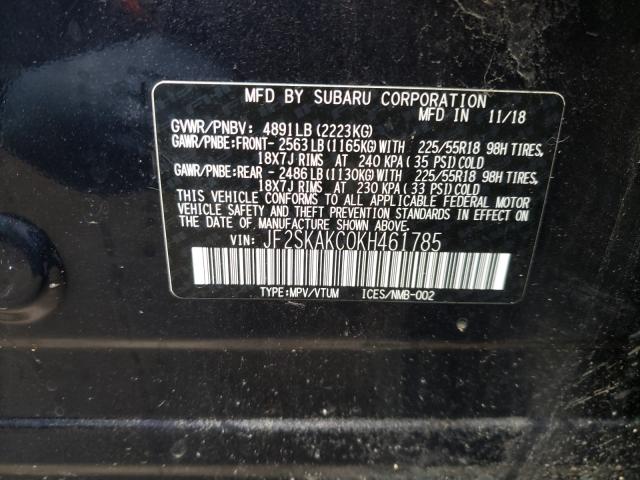 MFD BY SUBARU CORPORATION
MFD IN 11/18
GVWR/PNBV: 4891LB(2223KG)
GAWR/PNBE:FRONT-2563LB(1165KG)WITH 225/55R18 98H TIRES,
18X7J RIMS AT 240 KPA(35 PSI)COLD
GAWR/PNBE:REAR -2486LB(1130KG)WITH 225/55R18 98H TIRES,
18X7J RIMS AT 230 KPA(33 PSI)COLD
THIS VEHICLE CONFORMS TO ALL APPLICABLE FEDERAL MOTOR
VEHICLE SAFETY AND THEFT PREVENTION STANDARDS IN EFFECT
ON THE DATE OF MANUFACTURE SHOWN ABOVE.
VIN: JF2SKAKC0KH461785
TYPE:MPV/VTUM ICES/NMB-002